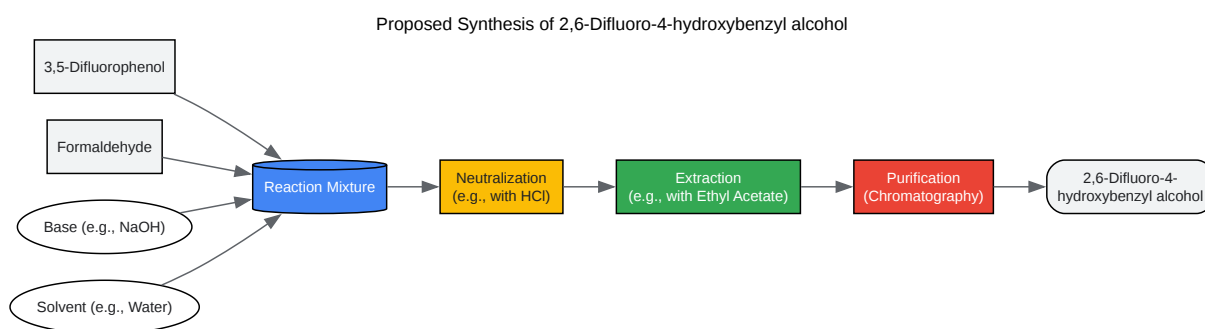 Proposed Synthesis of 2,6-Difluoro-4-hydroxybenzyl alcohol
3,5-Difluorophenol
Formaldehyde
Base (e.g., NaOH)
Solvent (e.g., Water)
Reaction Mixture
Neutralization
(e.g., with HCl)
Extraction
(e.g., with Ethyl Acetate)
Purification
(Chromatography)
2,6-Difluoro-4-
hydroxybenzyl alcohol